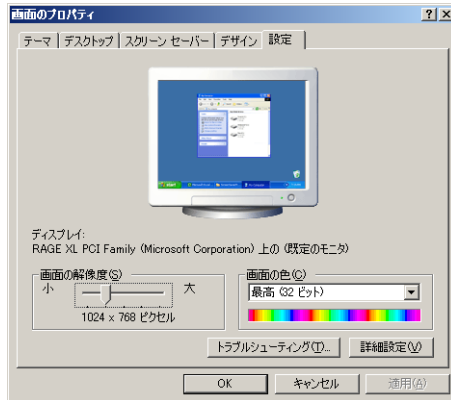 画面のプロパティ
テーマ デスクトップ スクリーン セーバー デザイン 設定
ディスプレイ:
RAGE XL PCI Family (Microsoft Corporation) 上の (既定のモニタ)
画面の解像度(S)
小 大
1024 x 768 ピクセル
画面の色(C)
最高 (32 ビット)
トラブルシューティング(T)... 詳細設定(V)
OK キャンセル 適用(A)